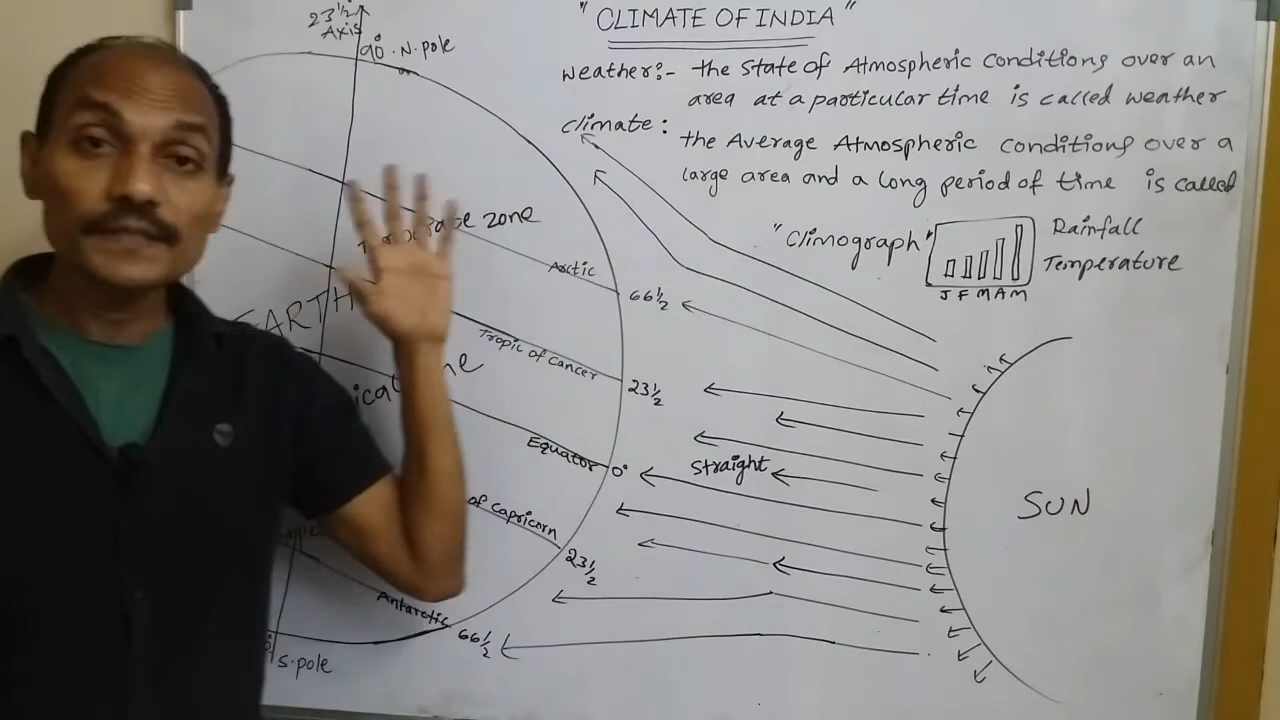 "CLIMATE OF INDIA"
Weather:- the state of Atmospheric Conditions over an
area at a particular time is called weather
climate: the Average Atmospheric conditions over a
large area and a long period of time is called
"Climograph"
Rainfall
Temperature
J F M A M
23½
Axis
90° N. pole
zone
Arctic
66½
EARTH
Tropic of Cancer
23½
Equator 0°
Straight
of Capricorn
23½
Antarctic
66½
S. pole
SUN